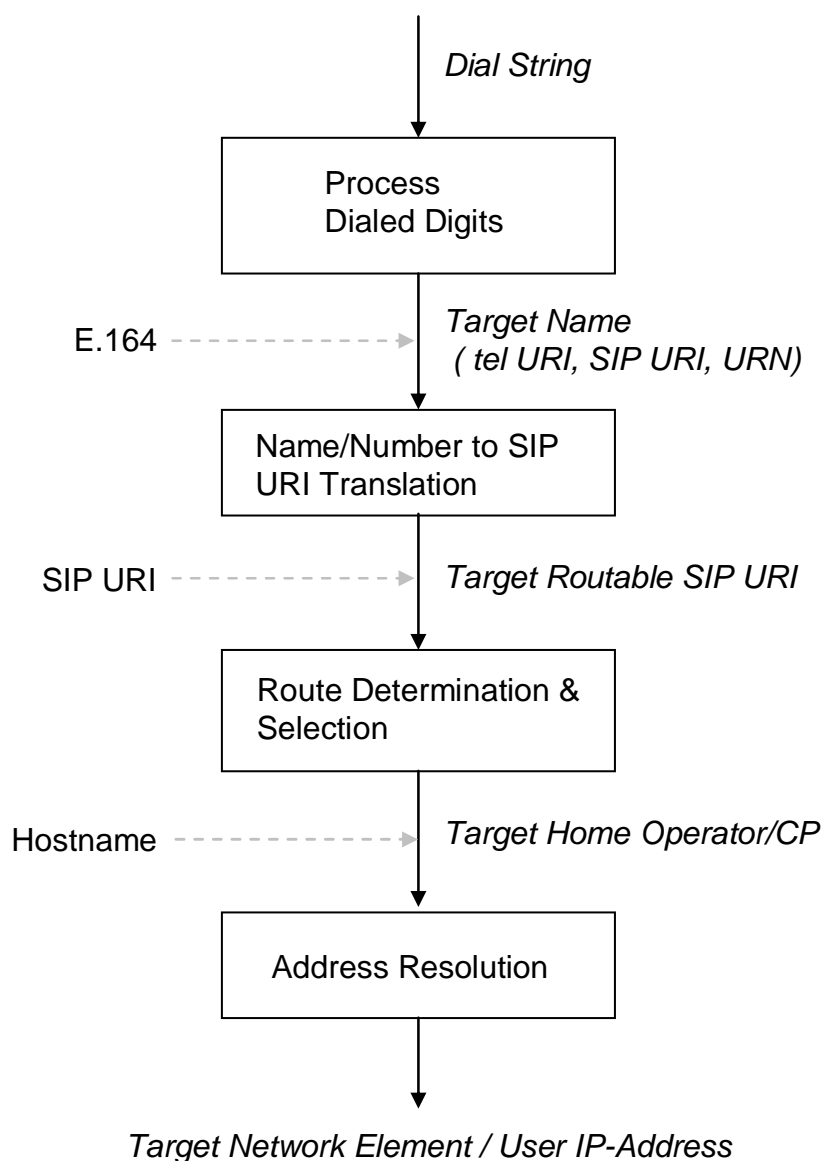 Dial String
Process
Dialed Digits
E.164
Target Name
( tel URI, SIP URI, URN)
Name/Number to SIP
URI Translation
SIP URI
Target Routable SIP URI
Route Determination &
Selection
Hostname
Target Home Operator/CP
Address Resolution
Target Network Element / User IP-Address